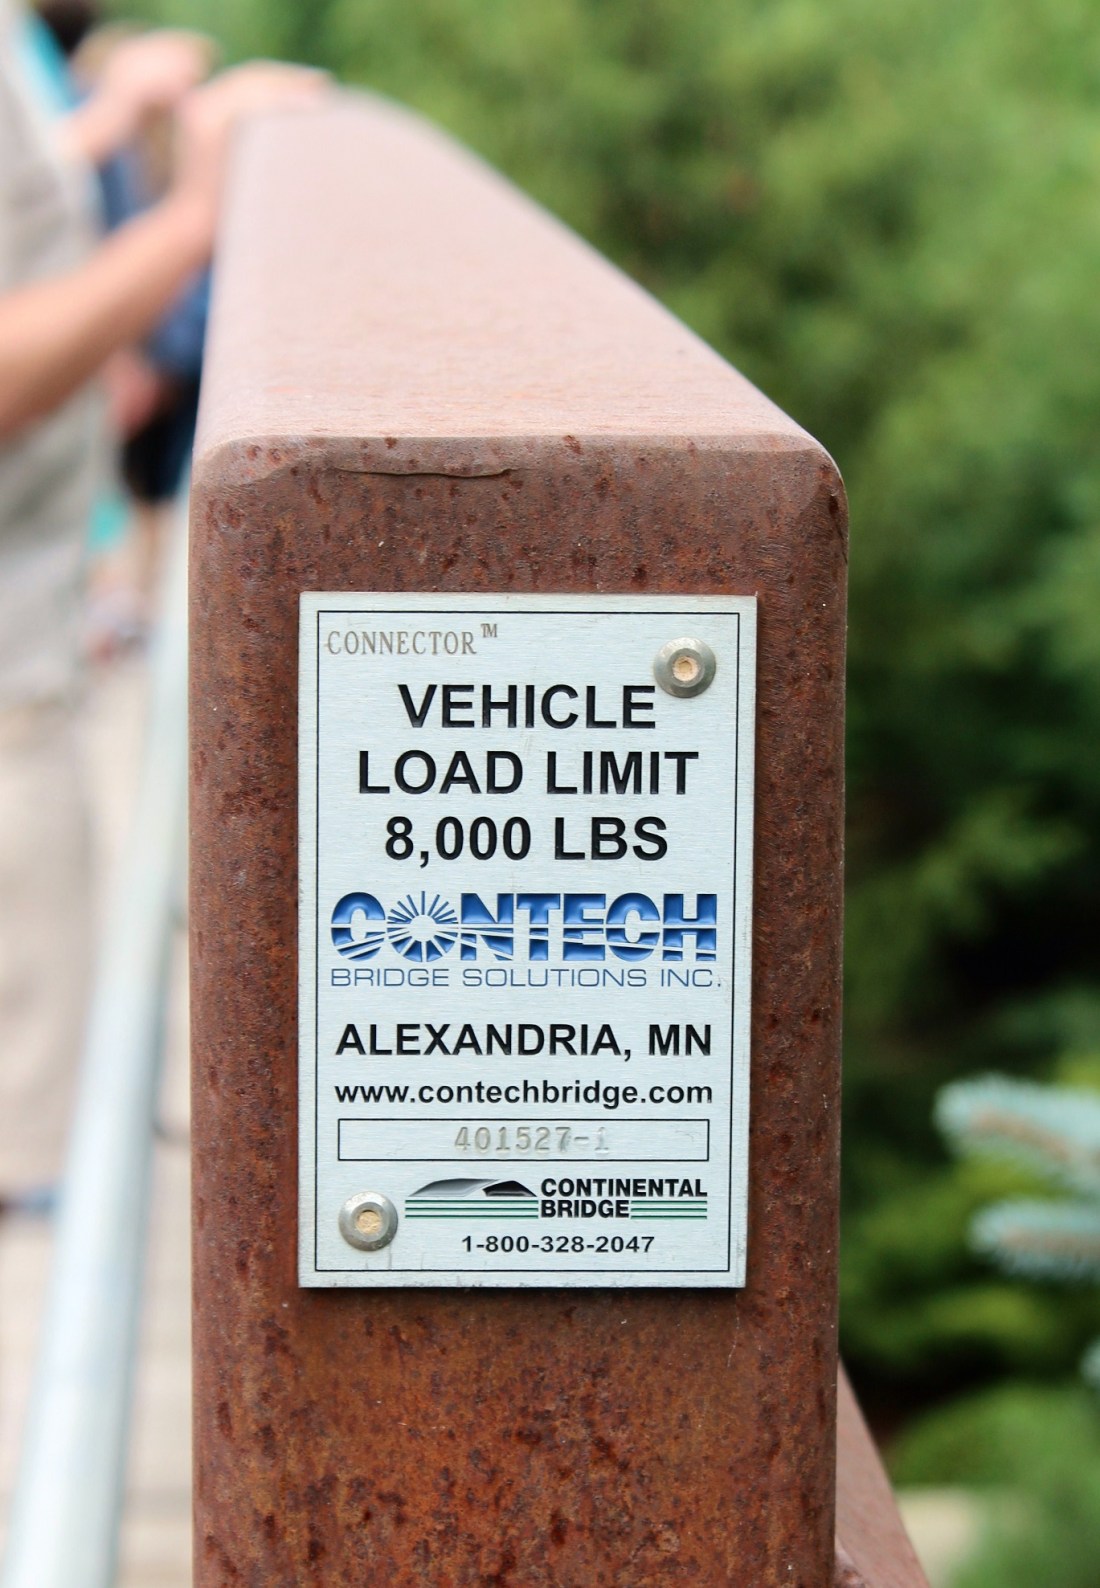 CONNECTOR™
VEHICLE
LOAD LIMIT
8,000 LBS
CONTECH
BRIDGE SOLUTIONS INC.
ALEXANDRIA, MN
www.contechbridge.com
401527-1
CONTINENTAL
BRIDGE
1-800-328-2047